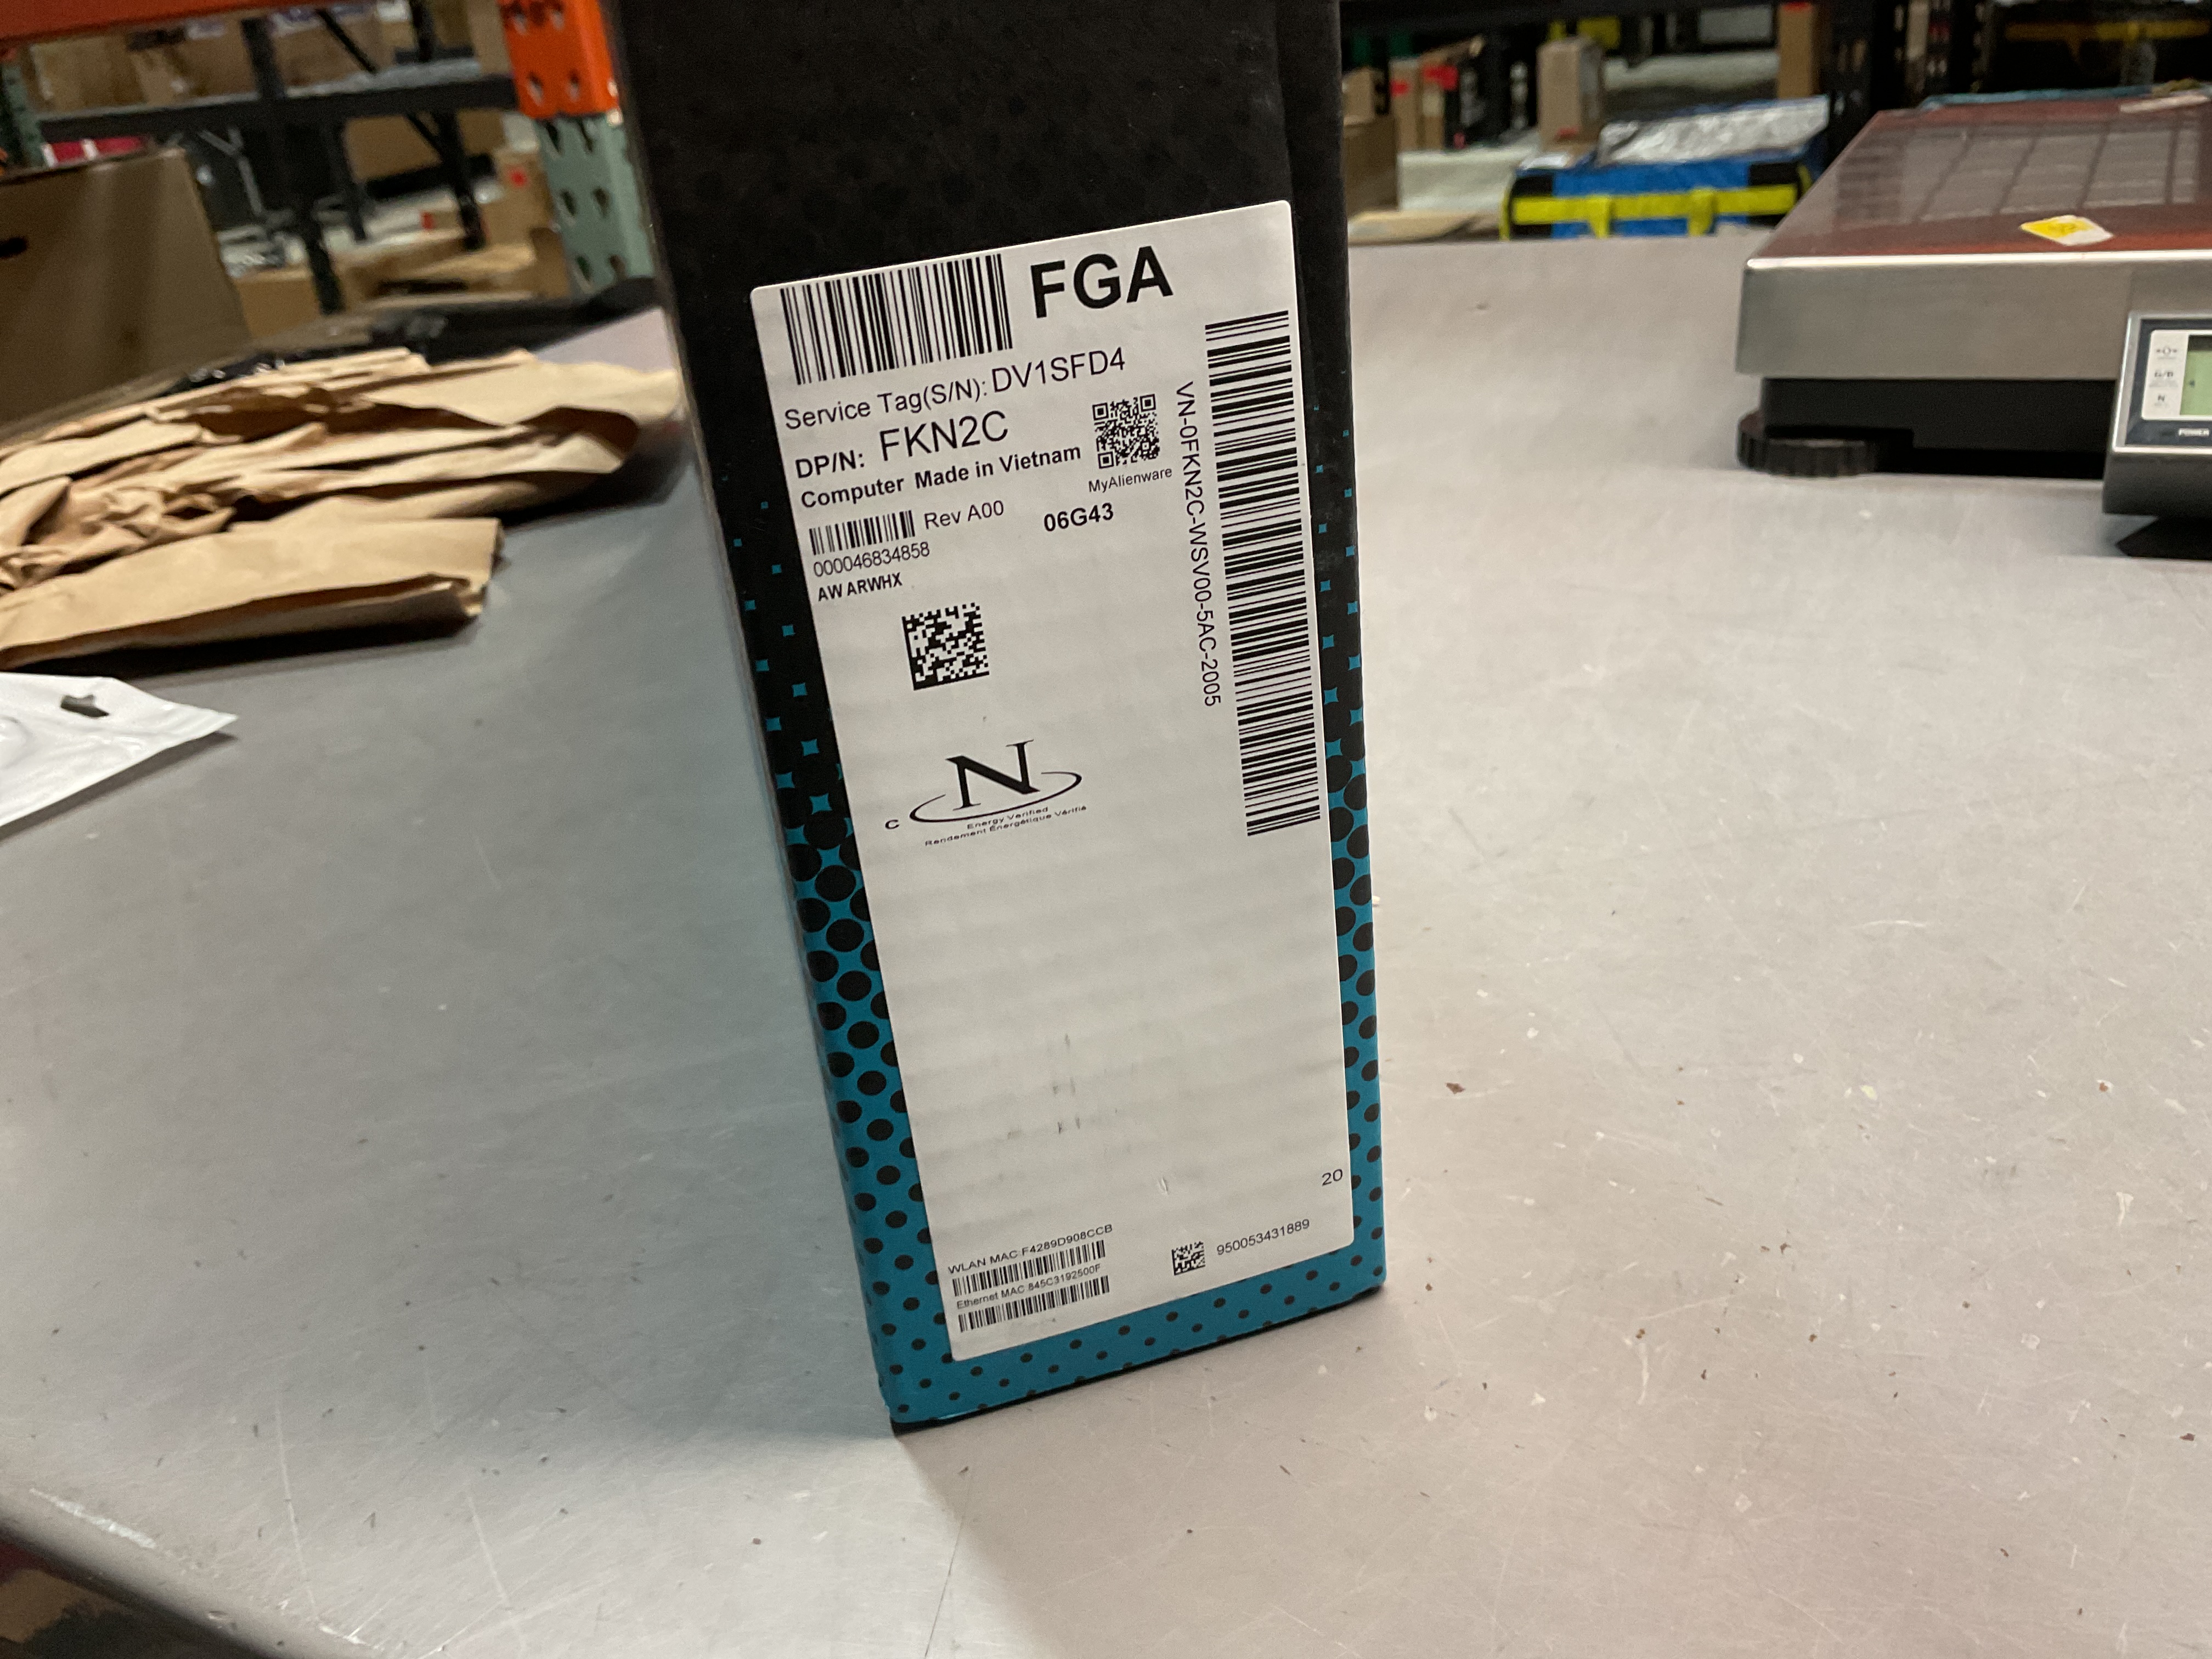 FGA
Service Tag(S/N): DV1SFD4
DP/N: FKN2C
Computer Made in Vietnam
MyAlienware
Rev A00
06G43
000046834858
AW ARWHX
VN-0FKN2C-WSV00-5AC-2005
N
C
Energy Verified
Rendement Énergétique Vérifié
20
WLAN MAC:F4289D908CCB
Ethernet MAC:845C3192500F
950053431889
G/B
N
POWER